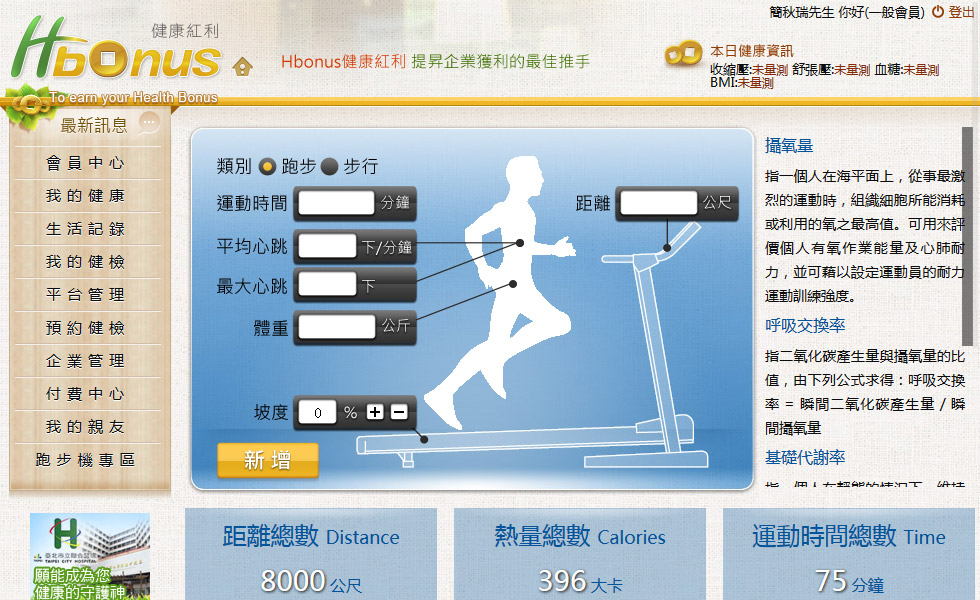 簡秋瑞先生 你好(一般會員) 登出
健康紅利
Hbonus
Hbonus健康紅利 提昇企業獲利的最佳推手
To earn your Health Bonus
本日健康資訊
收縮壓:未量測 舒張壓:未量測 血糖:未量測
BMI:未量測
最新訊息
會員中心
我的健康
生活記錄
我的健檢
平台管理
預約健檢
企業管理
付費中心
我的親友
跑步機專區
類別 跑步 步行
運動時間 分鐘
距離 公尺
平均心跳 下/分鐘
最大心跳 下
體重 公斤
坡度 0 % + −
新增
攝氧量
指一個人在海平面上，從事最激
烈的運動時，組織細胞所能消耗
或利用的氧之最高值。可用來評
價個人有氧作業能量及心肺耐
力，並可藉以設定運動員的耐力
運動訓練強度。
呼吸交換率
指二氧化碳產生量與攝氧量的比
值，由下列公式求得：呼吸交換
率 = 瞬間二氧化碳產生量 / 瞬
間攝氧量
基礎代謝率
臺北市立聯合醫院
TAIPEI CITY HOSPITAL
願能成為您
健康的守護神
距離總數 Distance
8000 公尺
熱量總數 Calories
396 大卡
運動時間總數 Time
75 分鐘